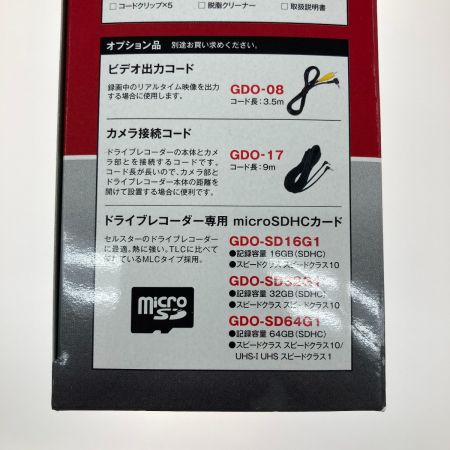 □コードクリップ×5 □脱脂クリーナー □取扱説明書
オプション品 別途お買い求めください。
ビデオ出力コード
録画中のリアルタイム映像を出力
する場合に使用します。
GDO-08
コード長：3.5m
カメラ接続コード
ドライブレコーダーの本体とカメ
ラ部とを接続するコードです。
コード長が長いので、カメラ部と
ドライブレコーダー本体の距離を
開けて設置する場合に便利です。
GDO-17
コード長：9m
ドライブレコーダー専用 microSDHCカード
セルスターのドライブレコーダー
に最適。熱に強い。TLCに比べて
れているMLCタイプ採用。
micro
SD
GDO-SD16G1
●記録容量 16GB（SDHC）
●スピードクラス スピードクラス10
GDO-SD32G1
●記録容量 32GB（SDHC）
●スピードクラス スピードクラス10
GDO-SD64G1
●記録容量 64GB（SDHC）
●スピードクラス スピードクラス10/
UHS-I UHS スピードクラス1